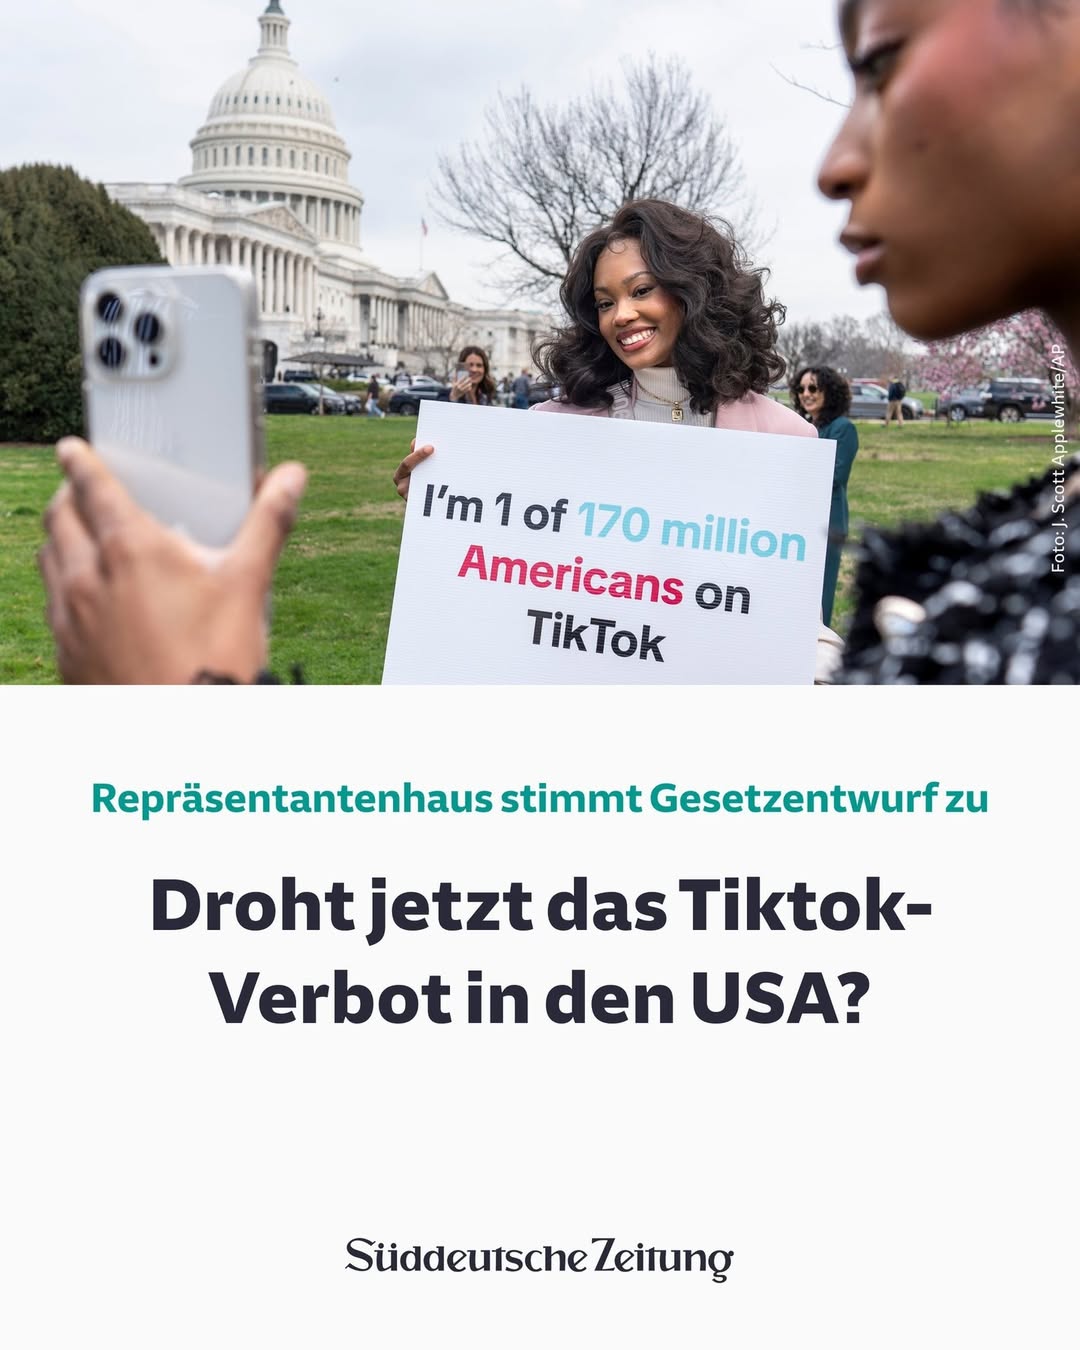 I'm 1 of 170 million
Americans on
TikTok
Foto: J. Scott Applewhite/AP
Repräsentantenhaus stimmt Gesetzentwurf zu
Droht jetzt das Tiktok-
Verbot in den USA?
Süddeutsche Zeitung